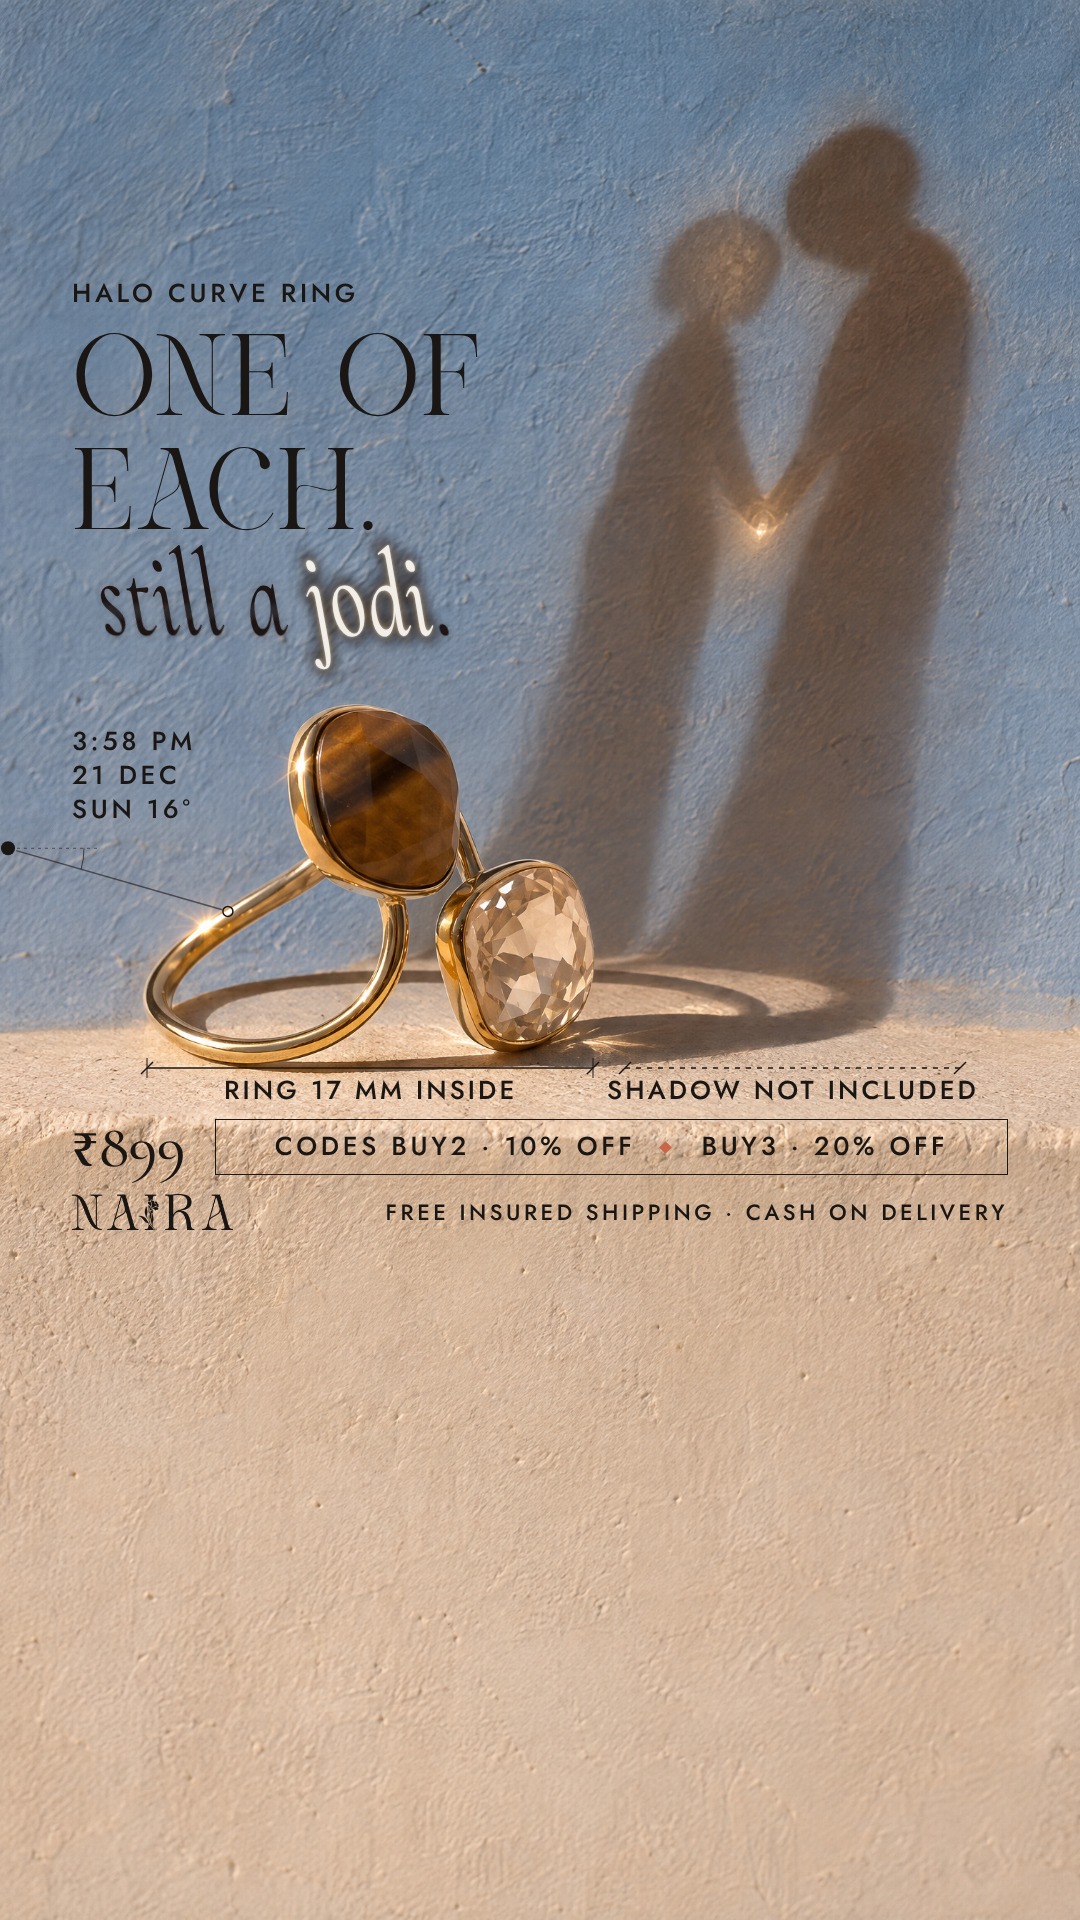 HALO CURVE RING
ONE OF
EACH.
still a jodi.
3:58 PM
21 DEC
SUN 16°
RING 17 MM INSIDE
SHADOW NOT INCLUDED
₹899
CODES BUY2 · 10% OFF ◆ BUY3 · 20% OFF
NAIRA
FREE INSURED SHIPPING · CASH ON DELIVERY